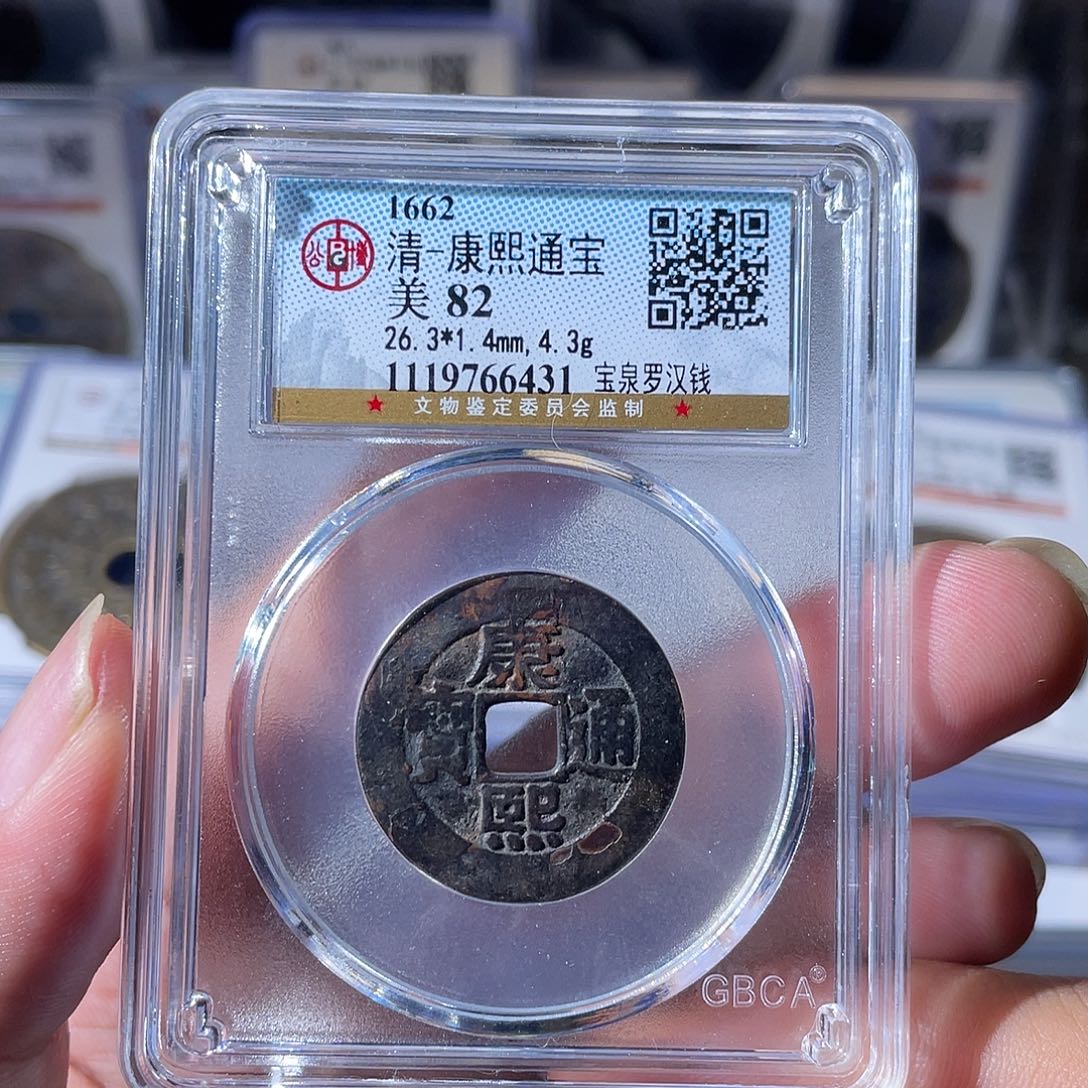 1662
清-康熙通宝
美 82
26.3*1.4mm,4.3g
1119766431 宝泉罗汉钱
★ 文物鉴定委员会监制 ★
康熙通寳
GBCA®